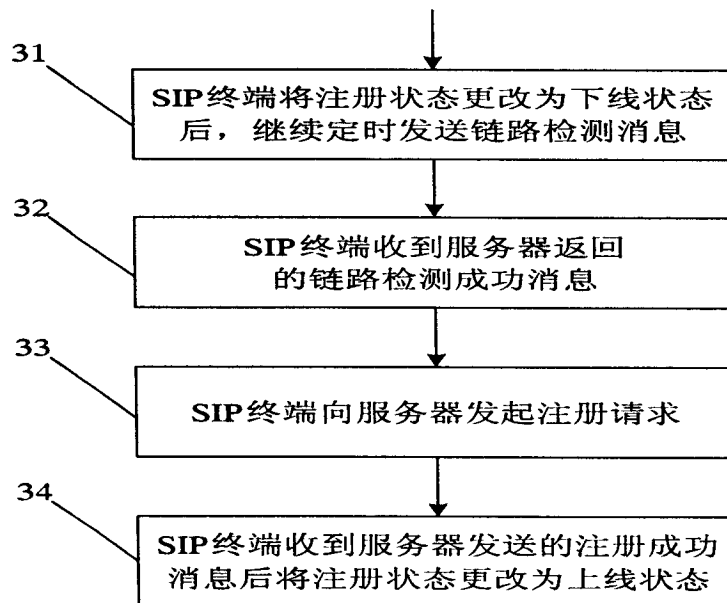 31
SIP终端将注册状态更改为下线状态
后，继续定时发送链路检测消息
32
SIP终端收到服务器返回
的链路检测成功消息
33
SIP终端向服务器发起注册请求
34
SIP终端收到服务器发送的注册成功
消息后将注册状态更改为上线状态